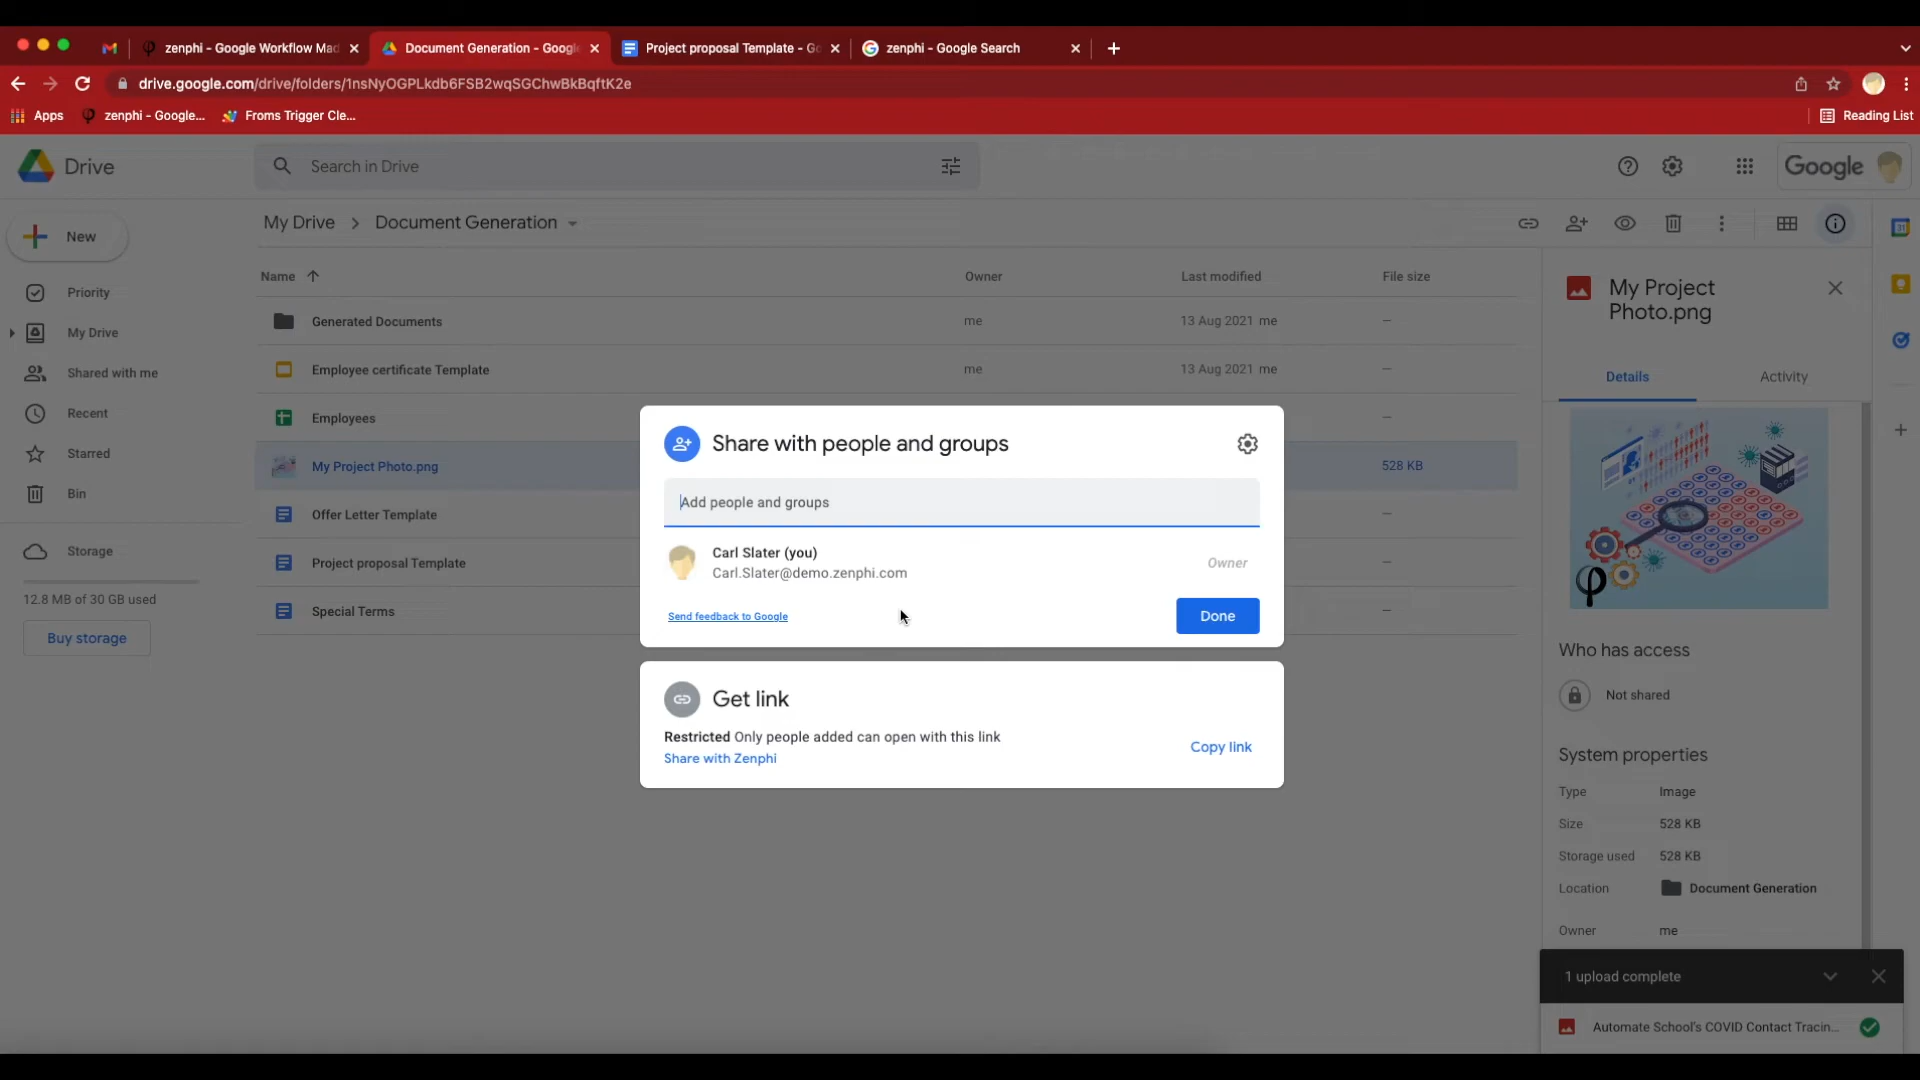 zenphi - Google Workflow Mad
Document Generation - Google
Project proposal Template - Go
zenphi - Google Search
drive.google.com/drive/folders/1nsNyOGPLkdb6FSB2wqSGChwBkBqftK2e
Apps
zenphi - Google...
Froms Trigger Cle...
Reading List
Drive
Search in Drive
Google
New
My Drive
Document Generation
Name
Owner
Last modified
File size
Priority
My Drive
Shared with me
Recent
Starred
Bin
Storage
12.8 MB of 30 GB used
Buy storage
Generated Documents
me
13 Aug 2021 me
–
Employee certificate Template
me
13 Aug 2021 me
–
Employees
–
My Project Photo.png
528 KB
Offer Letter Template
–
Project proposal Template
–
Special Terms
–
Share with people and groups
Add people and groups
Carl Slater (you)
Carl.Slater@demo.zenphi.com
Owner
Send feedback to Google
Done
Get link
Restricted Only people added can open with this link
Share with Zenphi
Copy link
My Project
Photo.png
Details
Activity
Who has access
Not shared
System properties
Type
Image
Size
528 KB
Storage used
528 KB
Location
Document Generation
Owner
me
1 upload complete
Automate School's COVID Contact Tracin...